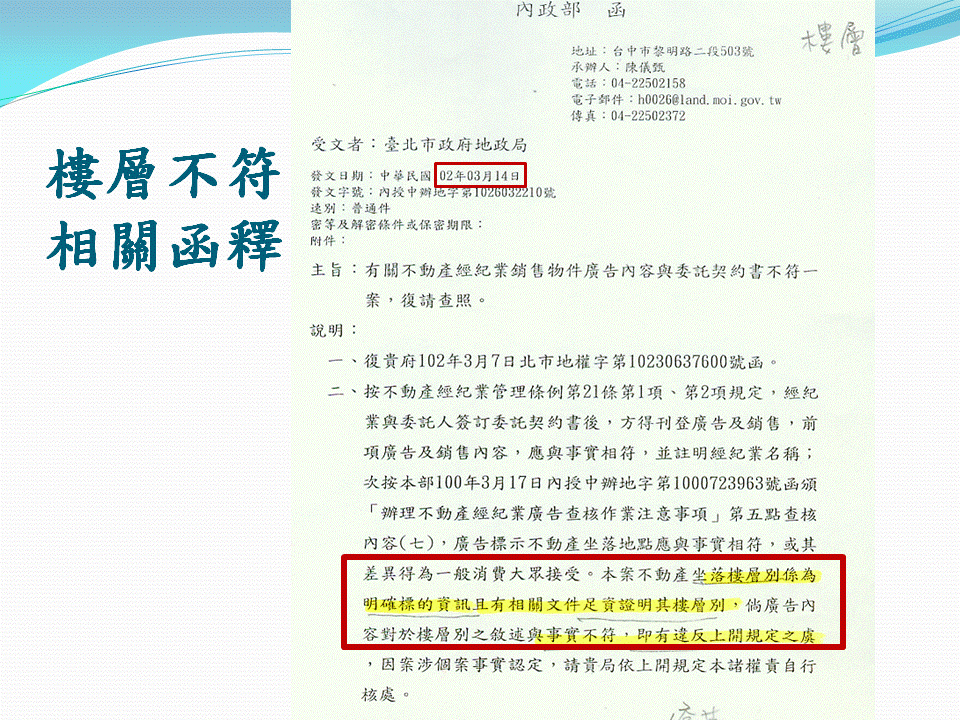 樓層不符
相關函釋
內政部 函
樓層
地址：台中市黎明路二段503號
承辦人：陳儀甄
電話：04-22502158
電子郵件：h0026@land.moi.gov.tw
傳真：04-22502372
受文者：臺北市政府地政局
發文日期：中華民國 02年03月14日
發文字號：內授中辦地字第1026032210號
速別：普通件
密等及解密條件或保密期限：
附件：
主旨：有關不動產經紀業銷售物件廣告內容與委託契約書不符一
案，復請查照。
說明：
一、復貴府102年3月7日北市地權字第10230637600號函。
二、按不動產經紀業管理條例第21條第1項、第2項規定，經紀
業與委託人簽訂委託契約書後，方得刊登廣告及銷售，前
項廣告及銷售內容，應與事實相符，並註明經紀業名稱；
次按本部100年3月17日內授中辦地字第1000723963號函頒
「辦理不動產經紀業廣告查核作業注意事項」第五點查核
內容(七)，廣告標示不動產坐落地點應與事實相符，或其
差異得為一般消費大眾接受。本案不動產坐落樓層別係為
明確標的資訊且有相關文件足資證明其樓層別，倘廣告內
容對於樓層別之敘述與事實不符，即有違反上開規定之虞
，因案涉個案事實認定，請貴局依上開規定本諸權責自行
核處。